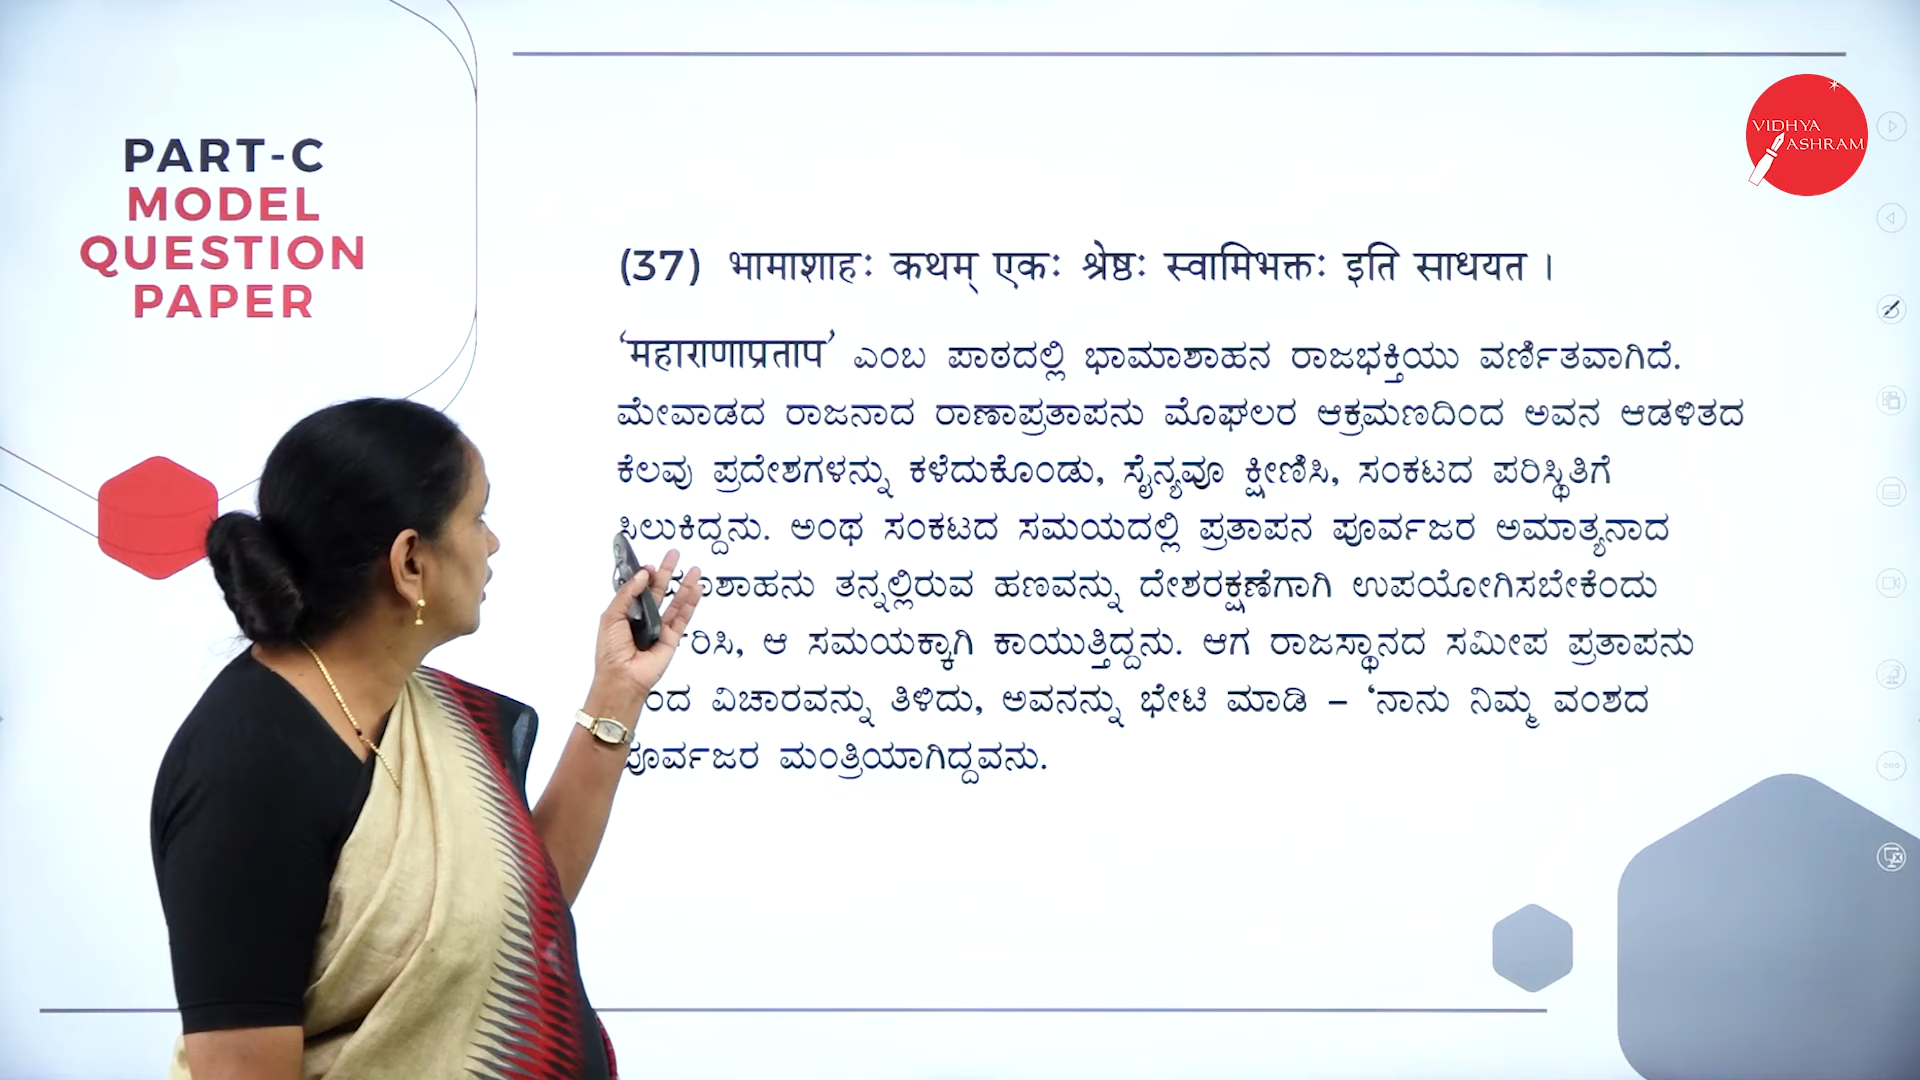 PART-C
MODEL
QUESTION
PAPER
VIDHYA
ASHRAM
(37) भामाशाहः कथम् एकः श्रेष्ठः स्वामिभक्तः इति साधयत ।
‘महाराणाप्रताप’ ಎಂಬ ಪಾಠದಲ್ಲಿ ಭಾಮಾಶಾಹನ ರಾಜಭಕ್ತಿಯು ವರ್ಣಿತವಾಗಿದೆ.
ಮೇವಾಡದ ರಾಜನಾದ ರಾಣಾಪ್ರತಾಪನು ಮೊಘಲರ ಆಕ್ರಮಣದಿಂದ ಅವನ ಆಡಳಿತದ
ಕೆಲವು ಪ್ರದೇಶಗಳನ್ನು ಕಳೆದುಕೊಂಡು, ಸೈನ್ಯವೂ ಕ್ಷೀಣಿಸಿ, ಸಂಕಟದ ಪರಿಸ್ಥಿತಿಗೆ
ಸಿಲುಕಿದ್ದನು. ಅಂಥ ಸಂಕಟದ ಸಮಯದಲ್ಲಿ ಪ್ರತಾಪನ ಪೂರ್ವಜರ ಅಮಾತ್ಯನಾದ
ತನ್ನಲ್ಲಿರುವ ಹಣವನ್ನು ದೇಶರಕ್ಷಣೆಗಾಗಿ ಉಪಯೋಗಿಸಬೇಕೆಂದು
ಆ ಸಮಯಕ್ಕಾಗಿ ಕಾಯುತ್ತಿದ್ದನು. ಆಗ ರಾಜಸ್ಥಾನದ ಸಮೀಪ ಪ್ರತಾಪನು
ವಿಚಾರವನ್ನು ತಿಳಿದು, ಅವನನ್ನು ಭೇಟಿ ಮಾಡಿ – ‘ನಾನು ನಿಮ್ಮ ವಂಶದ
ಪೂರ್ವಜರ ಮಂತ್ರಿಯಾಗಿದ್ದವನು.